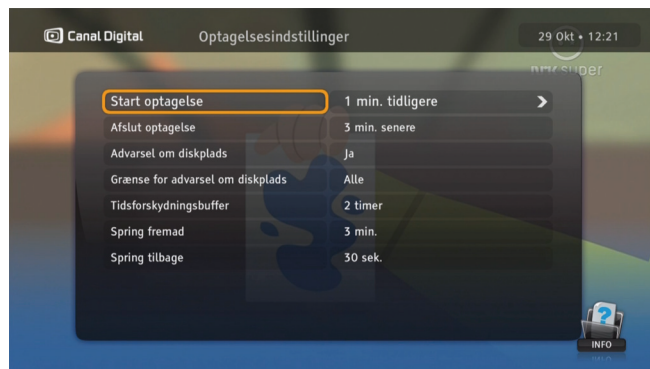 Canal Digital Optagelsesindstillinger 29 Okt • 12:21
nrk super
Start optagelse 1 min. tidligere
Afslut optagelse 3 min. senere
Advarsel om diskplads Ja
Grænse for advarsel om diskplads Alle
Tidsforskydningsbuffer 2 timer
Spring fremad 3 min.
Spring tilbage 30 sek.
?
INFO